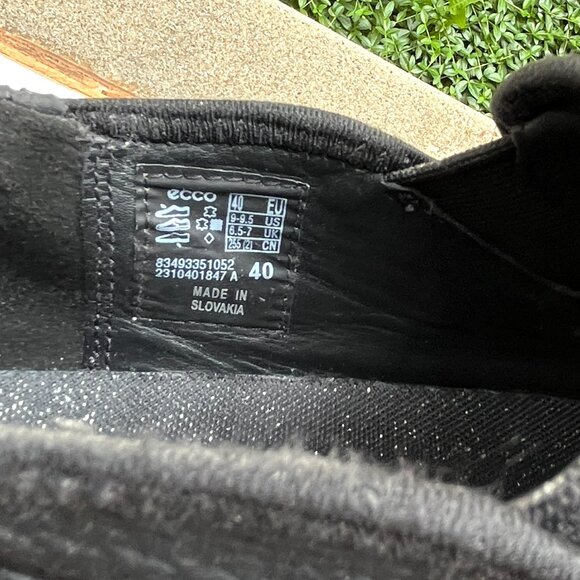 ecco
40 EU
9-9.5 US
6.5-7 UK
255 (2) CN
83493351052
2310401847 A 40
MADE IN
SLOVAKIA